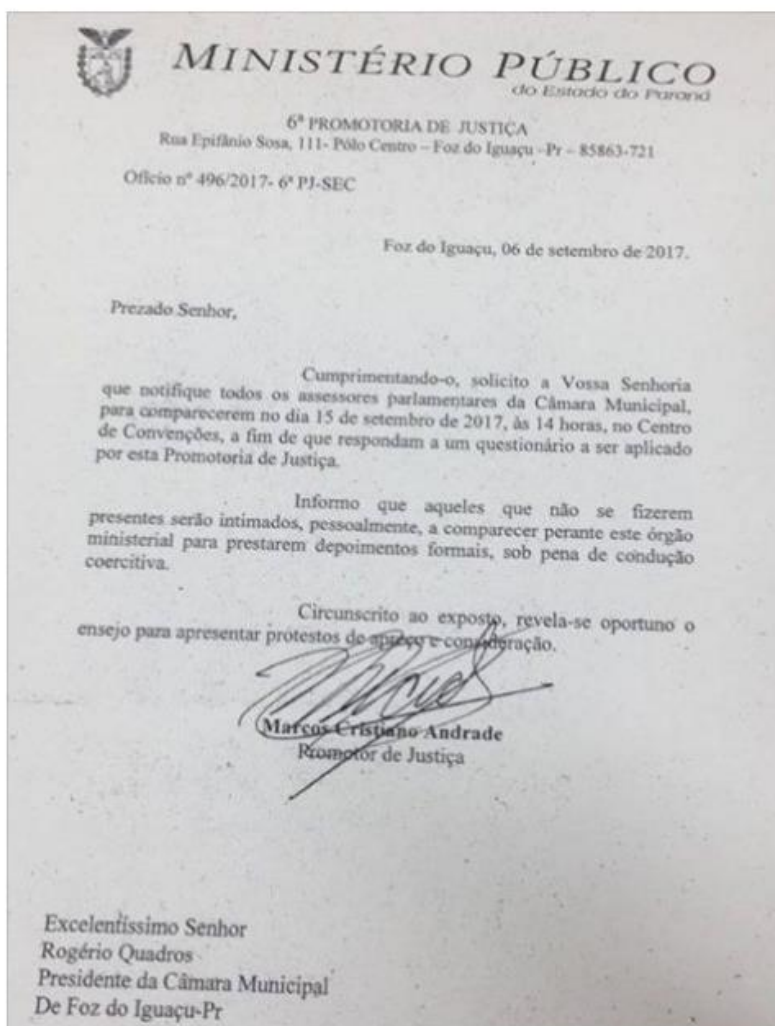 MINISTÉRIO PÚBLICO
do Estado do Paraná
6ª PROMOTORIA DE JUSTIÇA
Rua Epifânio Sosa, 111- Pólo Centro – Foz do Iguaçu –Pr – 85863-721
Ofício nº 496/2017- 6ª PJ-SEC
Foz do Iguaçu, 06 de setembro de 2017.
Prezado Senhor,
Cumprimentando-o, solicito a Vossa Senhoria
que notifique todos os assessores parlamentares da Câmara Municipal,
para comparecerem no dia 15 de setembro de 2017, às 14 horas, no Centro
de Convenções, a fim de que respondam a um questionário a ser aplicado
por esta Promotoria de Justiça.
Informo que aqueles que não se fizerem
presentes serão intimados, pessoalmente, a comparecer perante este órgão
ministerial para prestarem depoimentos formais, sob pena de condução
coercitiva.
Circunscrito ao exposto, revela-se oportuno o
ensejo para apresentar protestos de apreço e consideração.
Marcos Cristiano Andrade
Promotor de Justiça
Excelentíssimo Senhor
Rogério Quadros
Presidente da Câmara Municipal
De Foz do Iguaçu-Pr